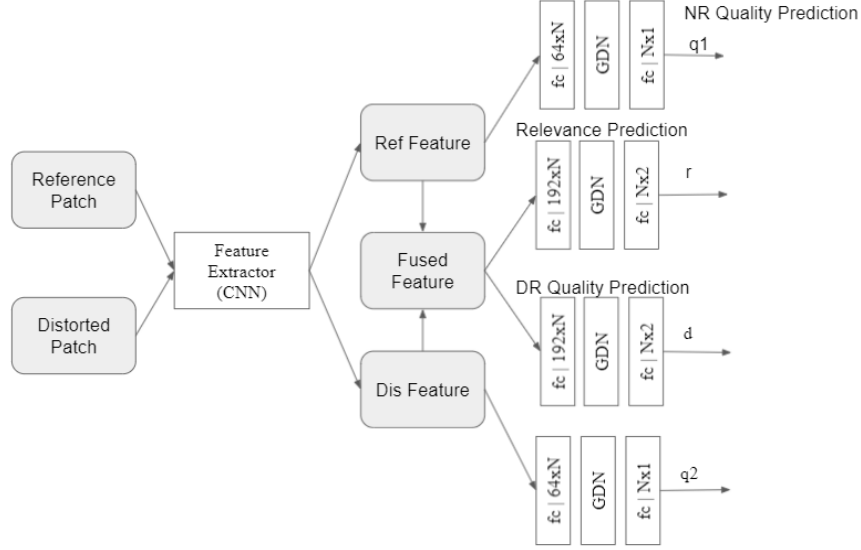 NR Quality Prediction
fc | 64xN
GDN
fc | Nx1
q1
Ref Feature
Relevance Prediction
fc | 192xN
GDN
fc | Nx2
r
Reference
Patch
Feature
Extractor
(CNN)
Fused
Feature
DR Quality Prediction
fc | 192xN
GDN
fc | Nx2
d
Distorted
Patch
Dis Feature
fc | 64xN
GDN
fc | Nx1
q2